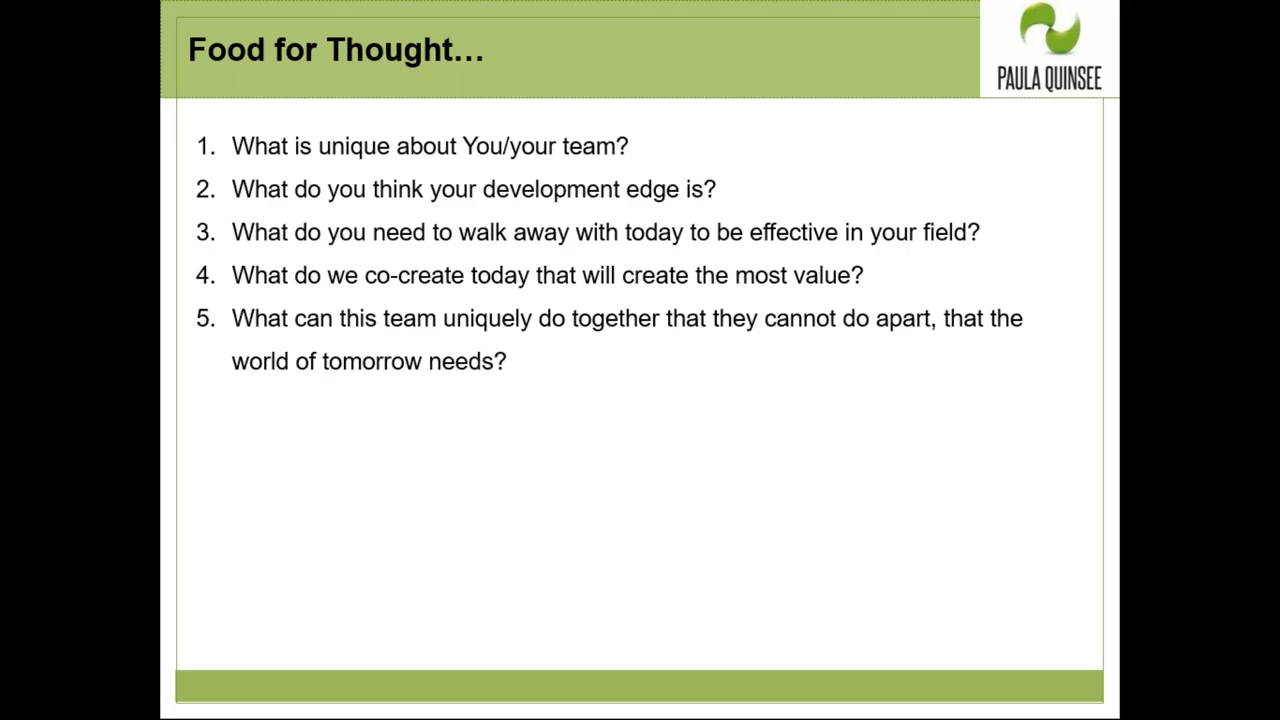 Food for Thought…
PAULA QUINSEE
1. What is unique about You/your team?
2. What do you think your development edge is?
3. What do you need to walk away with today to be effective in your field?
4. What do we co-create today that will create the most value?
5. What can this team uniquely do together that they cannot do apart, that the
world of tomorrow needs?